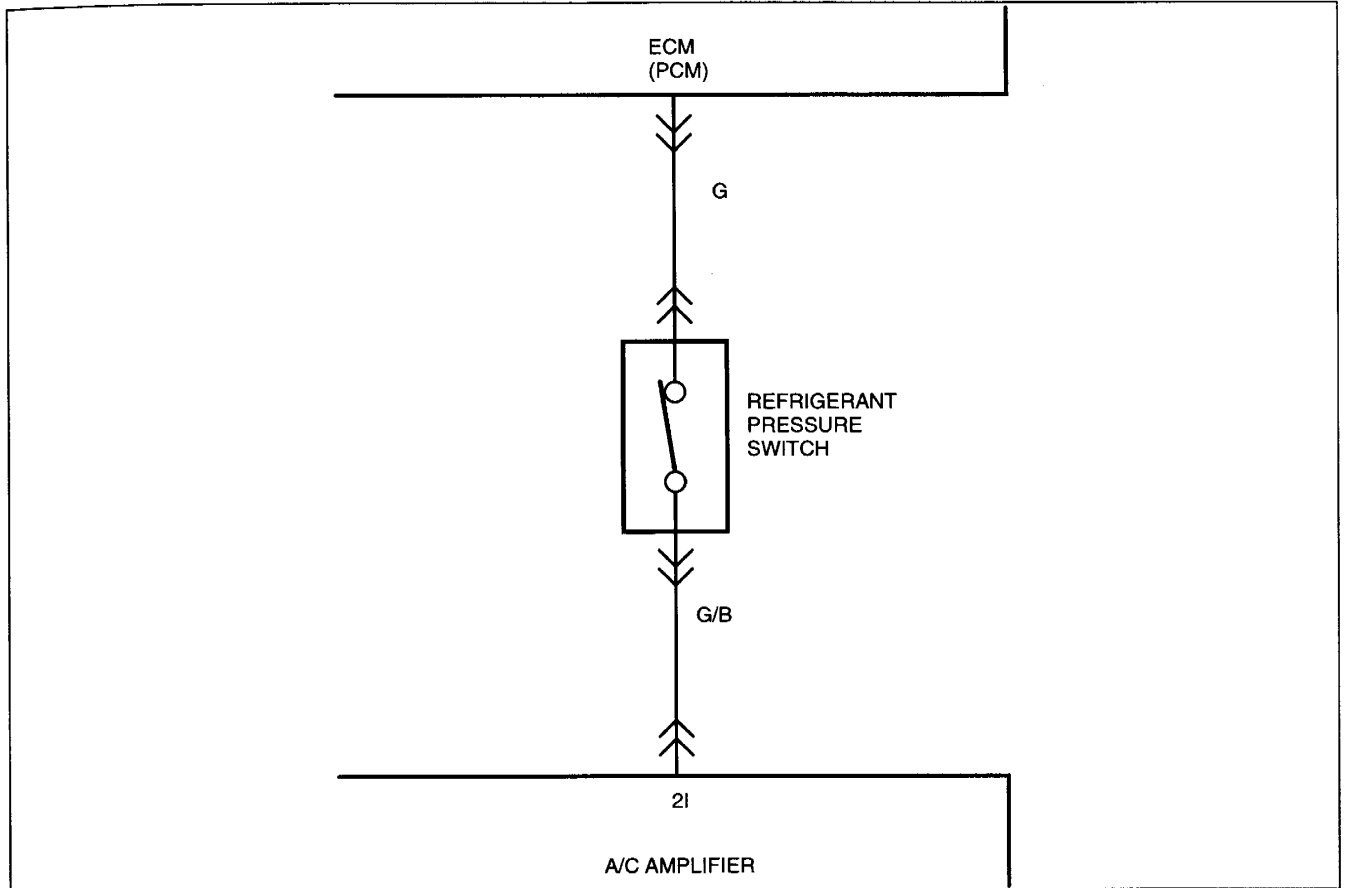 ECM
(PCM)
G
REFRIGERANT
PRESSURE
SWITCH
G/B
2I
A/C AMPLIFIER